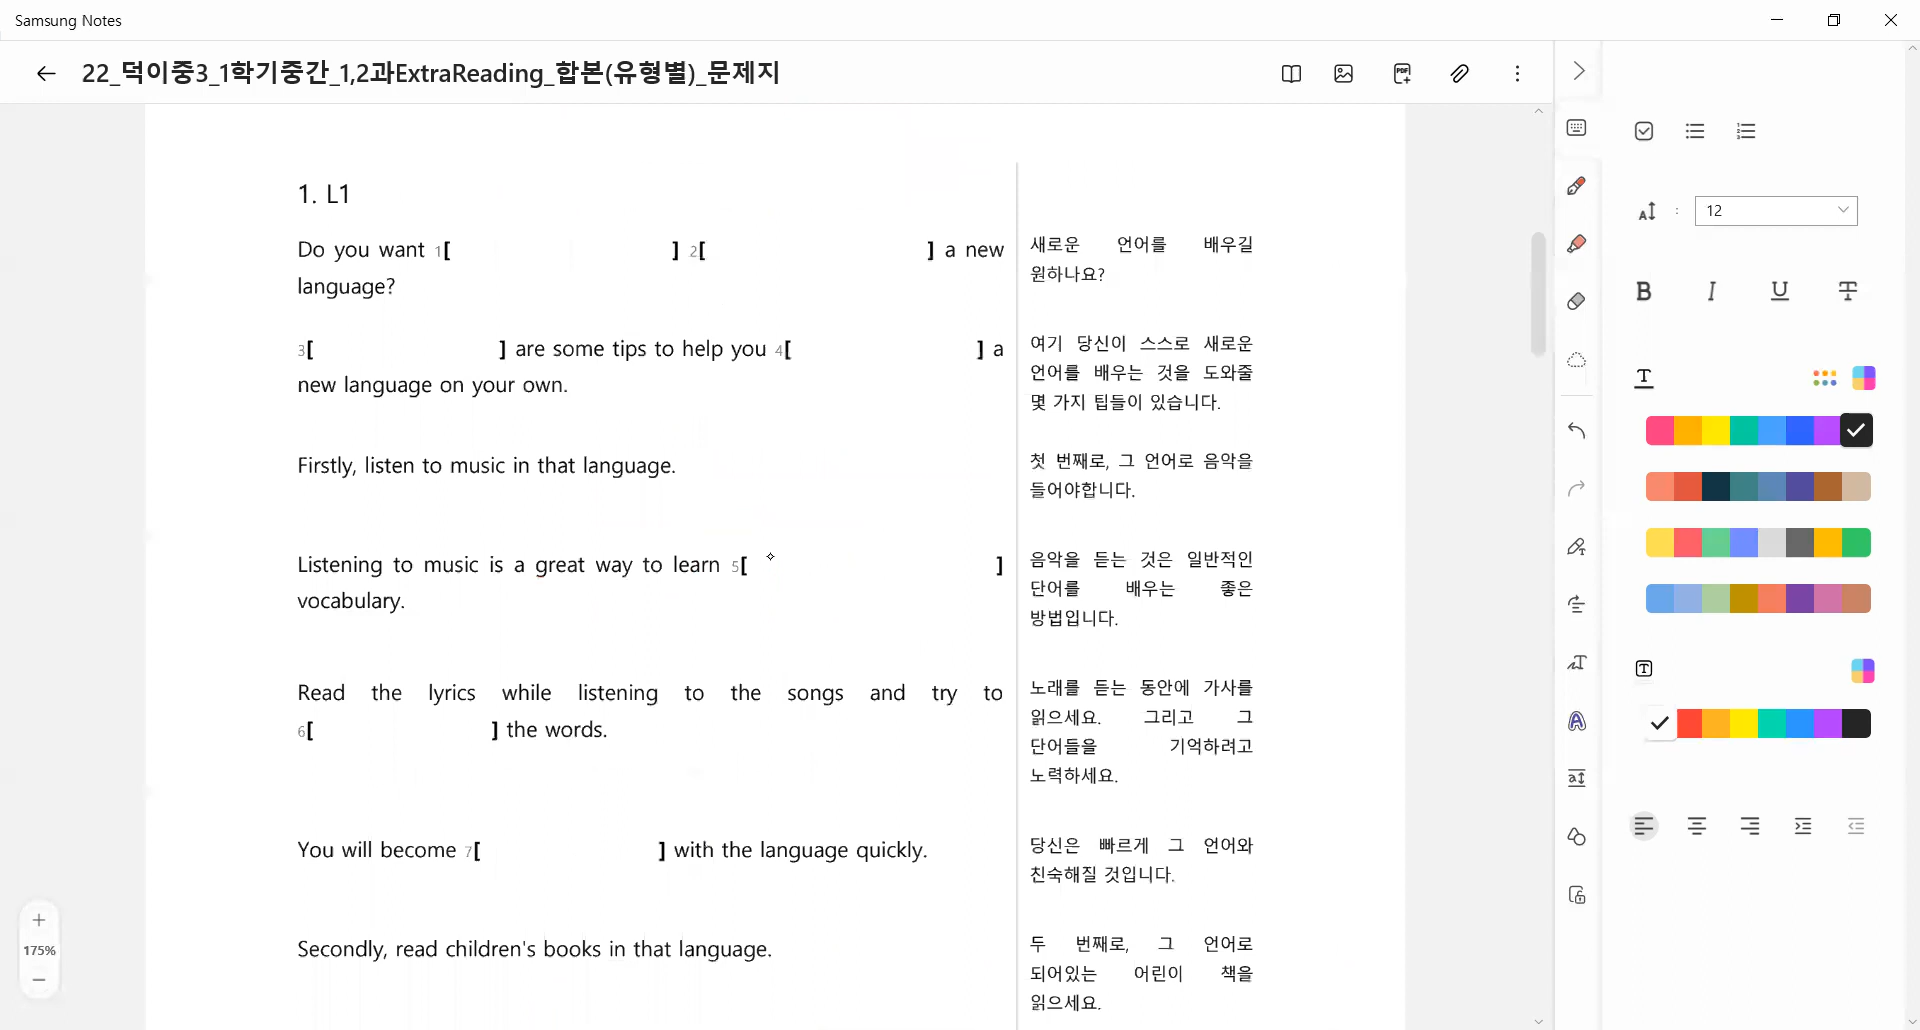 Samsung Notes
22_덕이중3_1학기중간_1,2과ExtraReading_합본(유형별)_문제지
1. L1
Do you want 1[ ] 2[ ] a new
language?
새로운 언어를 배우길
원하나요?
3[ ] are some tips to help you 4[ ] a
new language on your own.
여기 당신이 스스로 새로운
언어를 배우는 것을 도와줄
몇 가지 팁들이 있습니다.
Firstly, listen to music in that language.
첫 번째로, 그 언어로 음악을
들어야합니다.
Listening to music is a great way to learn 5[ ]
vocabulary.
음악을 듣는 것은 일반적인
단어를 배우는 좋은
방법입니다.
Read the lyrics while listening to the songs and try to
6[ ] the words.
노래를 듣는 동안에 가사를
읽으세요. 그리고 그
단어들을 기억하려고
노력하세요.
You will become 7[ ] with the language quickly.
당신은 빠르게 그 언어와
친숙해질 것입니다.
Secondly, read children's books in that language.
두 번째로, 그 언어로
되어있는 어린이 책을
읽으세요.
175%
PDF
A : 12
B I U T
T
T
A